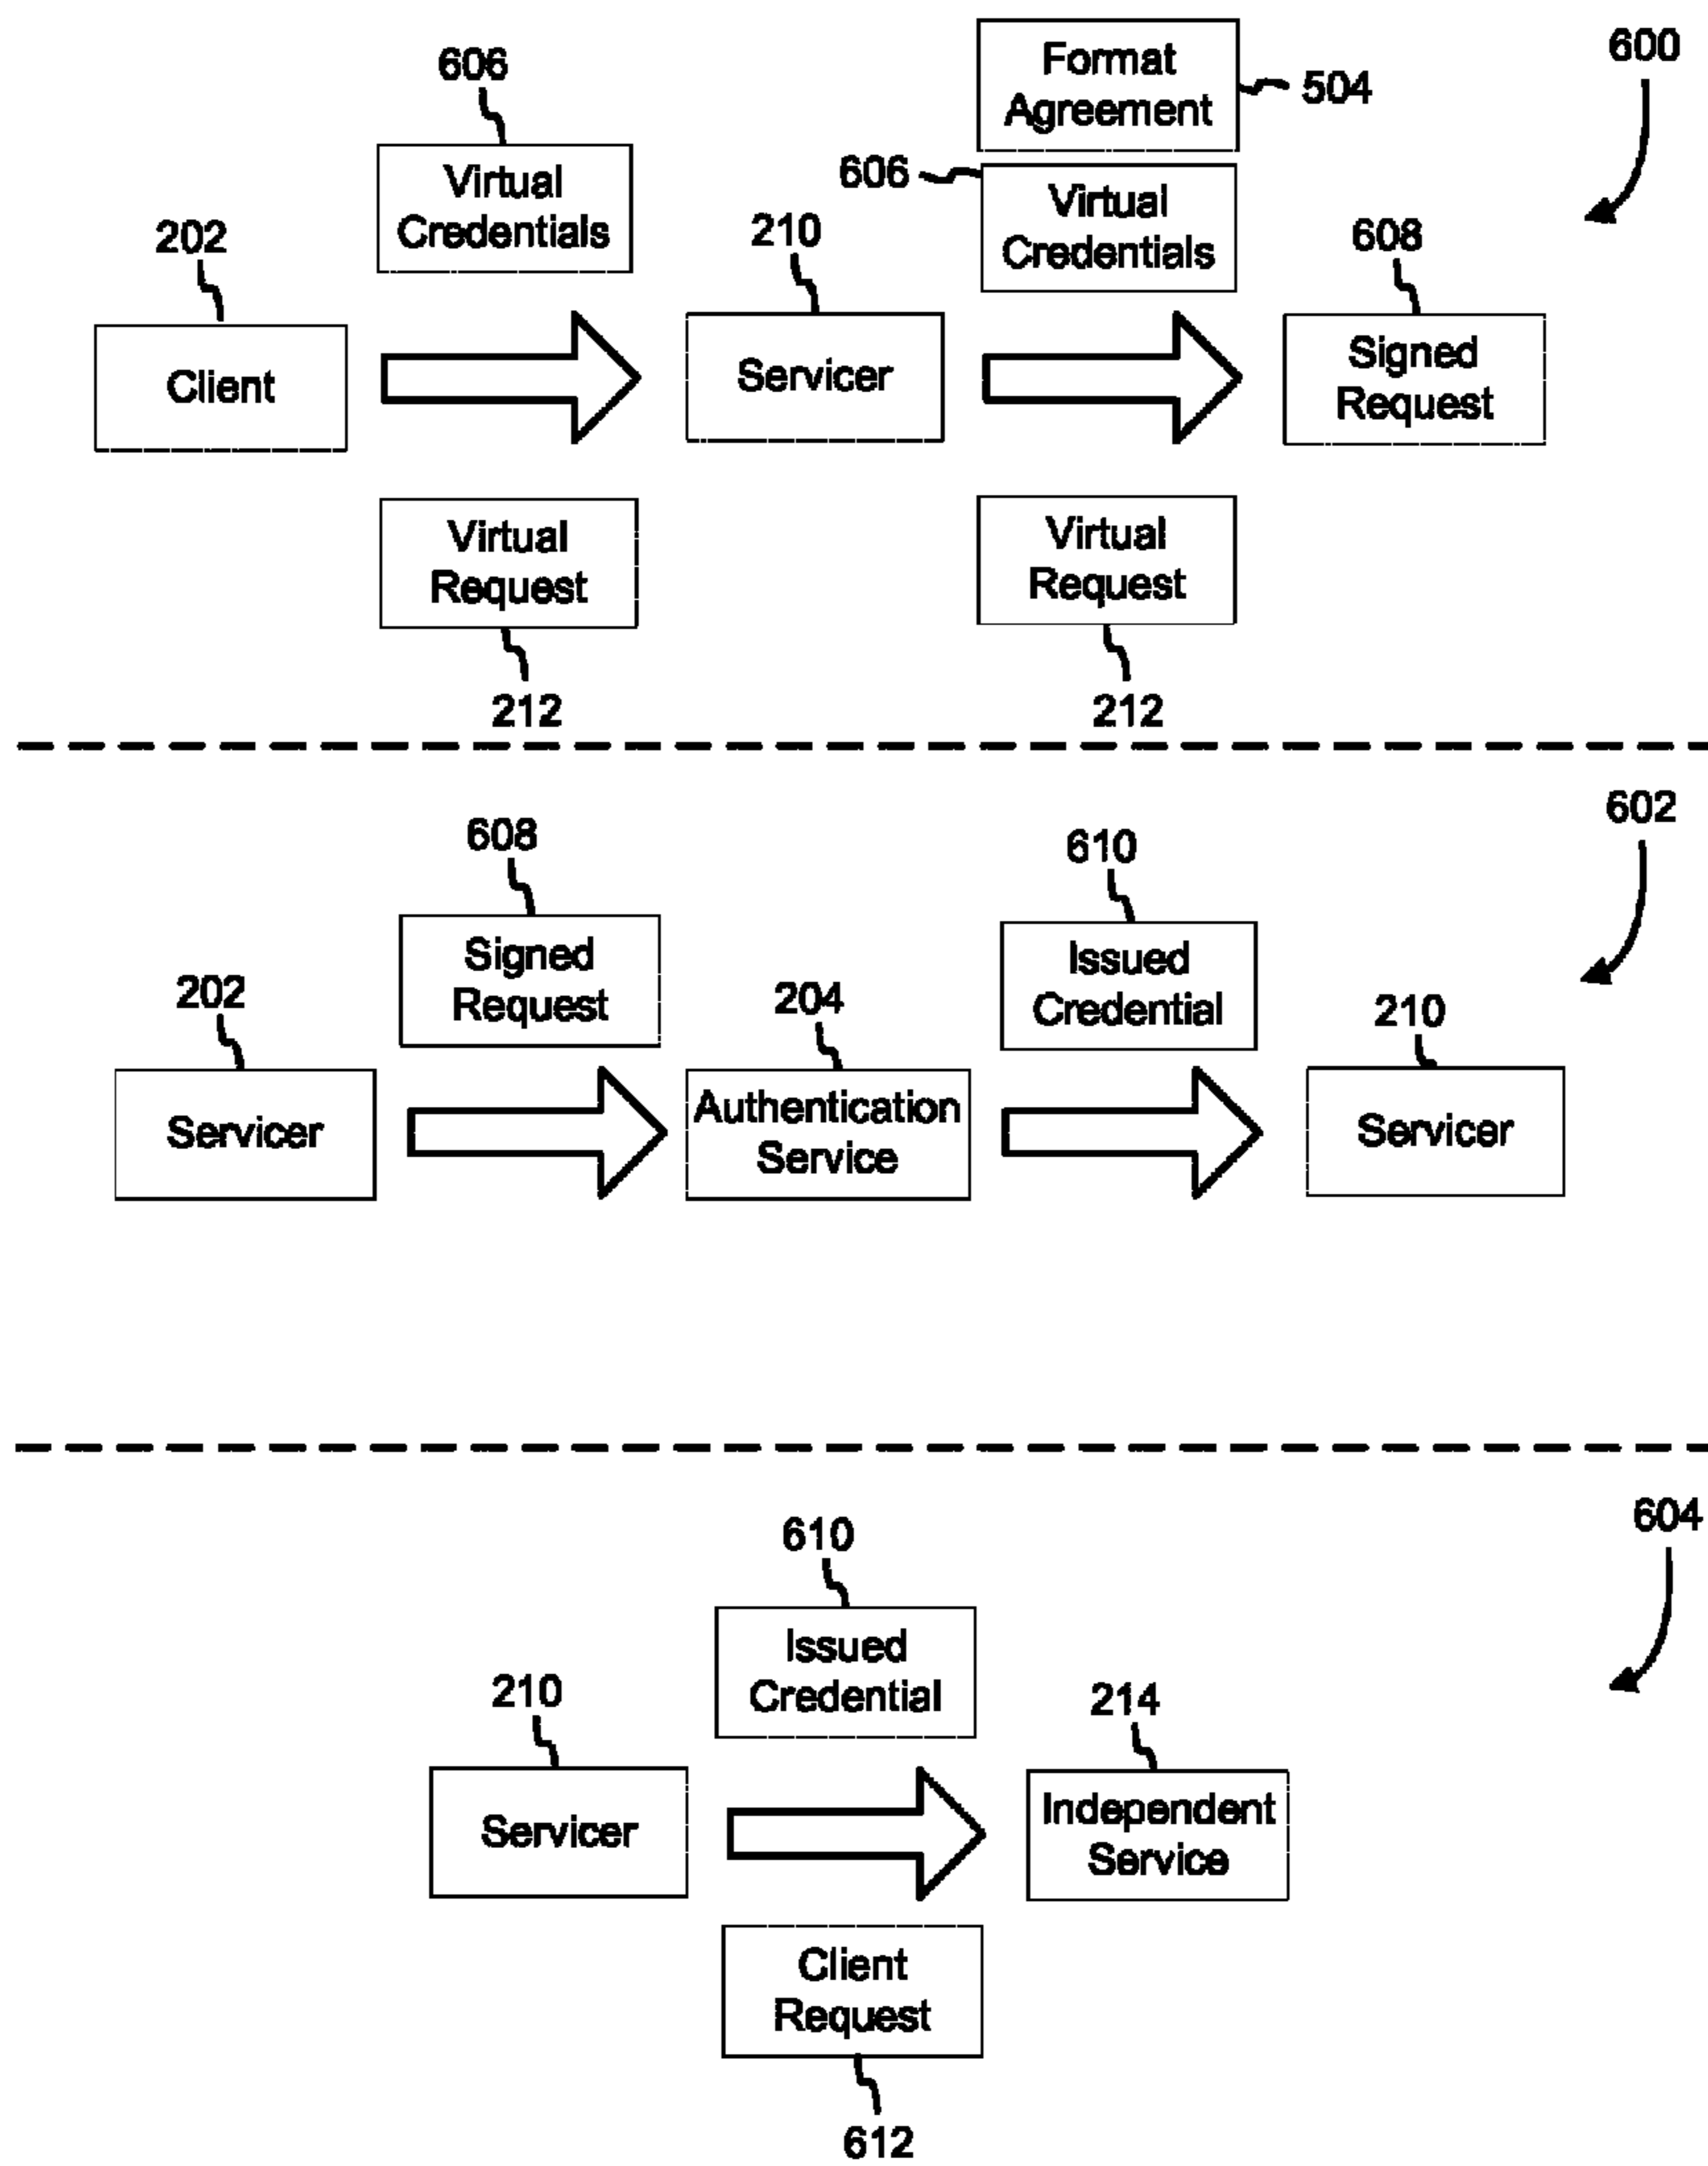 600
Format
Agreement
504
606
Virtual
Credentials
606
Virtual
Credentials
202
Client
210
Servicer
608
Signed
Request
Virtual
Request
212
Virtual
Request
212
602
608
Signed
Request
610
Issued
Credential
202
Servicer
204
Authentication
Service
210
Servicer
604
610
Issued
Credential
210
Servicer
214
Independent
Service
Client
Request
612